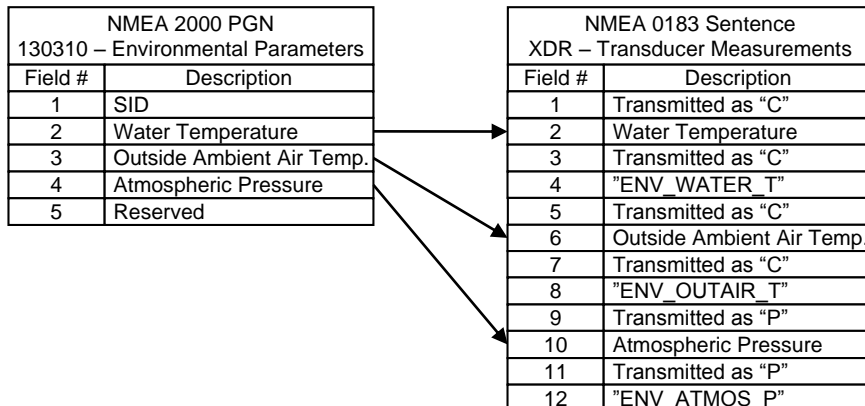 NMEA 2000 PGN
130310 – Environmental Parameters
Field # Description
1 SID
2 Water Temperature
3 Outside Ambient Air Temp.
4 Atmospheric Pressure
5 Reserved
NMEA 0183 Sentence
XDR – Transducer Measurements
Field # Description
1 Transmitted as “C”
2 Water Temperature
3 Transmitted as “C”
4 ”ENV_WATER_T”
5 Transmitted as “C”
6 Outside Ambient Air Temp.
7 Transmitted as “C”
8 ”ENV_OUTAIR_T”
9 Transmitted as “P”
10 Atmospheric Pressure
11 Transmitted as “P”
12 ”ENV_ATMOS_P”